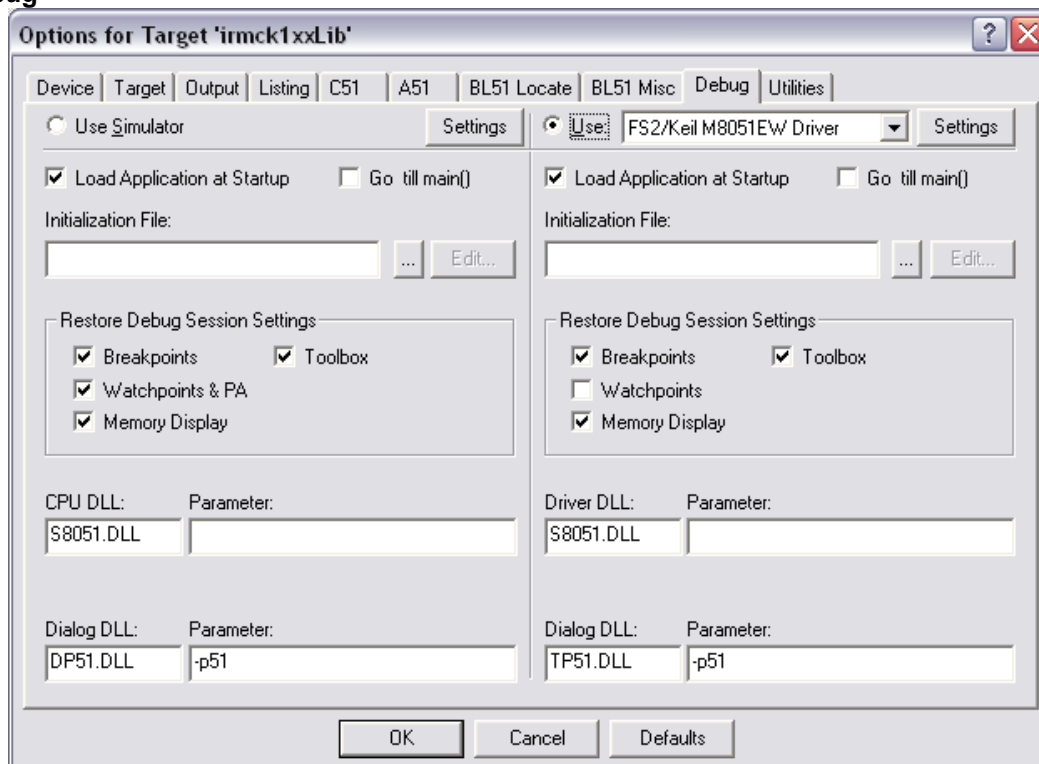 ug
Options for Target 'irmck1xxLib'
Device Target Output Listing C51 A51 BL51 Locate BL51 Misc Debug Utilities
Use Simulator Settings Use: FS2/Keil M8051EW Driver Settings
Load Application at Startup Go till main() Load Application at Startup Go till main()
Initialization File: Initialization File:
... Edit... ... Edit...
Restore Debug Session Settings Restore Debug Session Settings
Breakpoints Toolbox Breakpoints Toolbox
Watchpoints & PA Watchpoints
Memory Display Memory Display
CPU DLL: Parameter: Driver DLL: Parameter:
S8051.DLL S8051.DLL
Dialog DLL: Parameter: Dialog DLL: Parameter:
DP51.DLL -p51 TP51.DLL -p51
OK Cancel Defaults